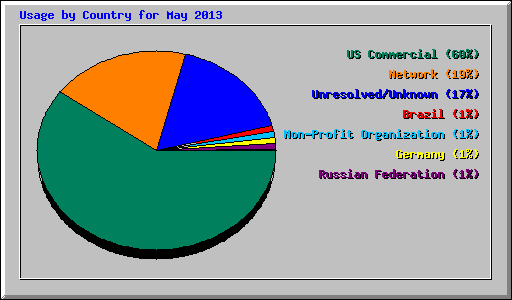 Usage by Country for May 2013
US Commercial (60%)
Network (19%)
Unresolved/Unknown (17%)
Brazil (1%)
Non-Profit Organization (1%)
Germany (1%)
Russian Federation (1%)